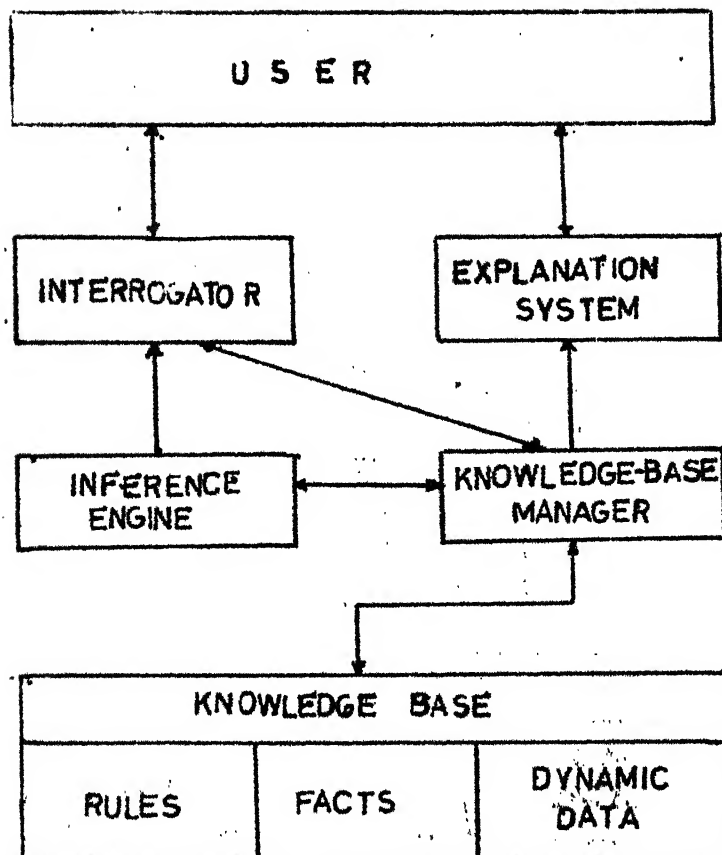 USER
INTERROGATOR
EXPLANATION
SYSTEM
INFERENCE
ENGINE
KNOWLEDGE-BASE
MANAGER
KNOWLEDGE BASE
RULES
FACTS
DYNAMIC
DATA